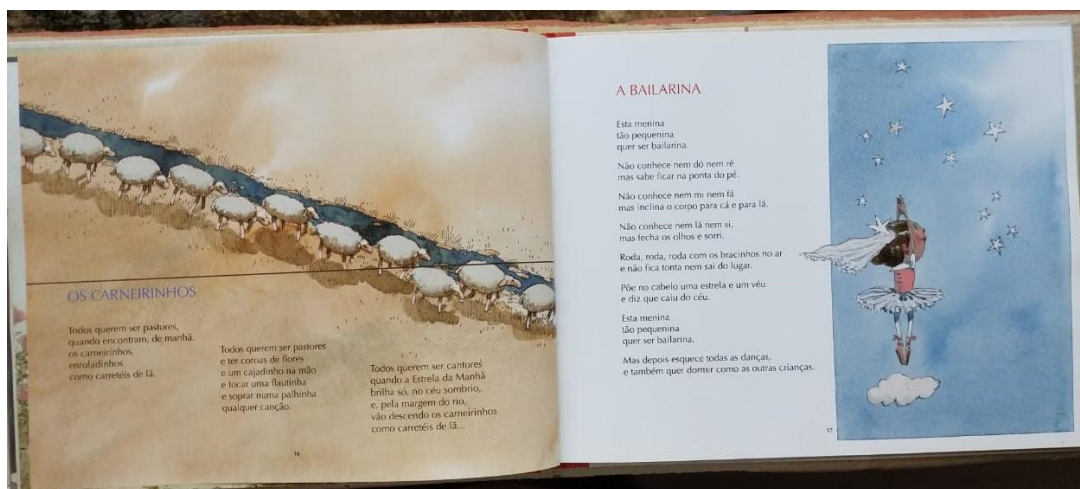 OS CARNEIRINHOS
Todos querem ser pastores,
quando encontram, de manhã,
os carneirinhos,
enroladinhos
como carretéis de lã.
Todos querem ser pastores
e ter coroas de flores
e um cajadinho na mão
e tocar uma flautinha
e soprar numa palhinha
qualquer canção.
Todos querem ser cantores
quando a Estrela da Manhã
brilha só, no céu sombrio,
e, pela margem do rio,
vão descendo os carneirinhos
como carretéis de lã...
16
A BAILARINA
Esta menina
tão pequenina
quer ser bailarina.
Não conhece nem dó nem ré
mas sabe ficar na ponta do pé.
Não conhece nem mi nem fá
mas inclina o corpo para cá e para lá.
Não conhece nem lá nem si,
mas fecha os olhos e sorri.
Roda, roda, roda com os bracinhos no ar
e não fica tonta nem sai do lugar.
Põe no cabelo uma estrela e um véu
e diz que caiu do céu.
Esta menina
tão pequenina
quer ser bailarina.
Mas depois esquece todas as danças,
e também quer dormir como as outras crianças.
17